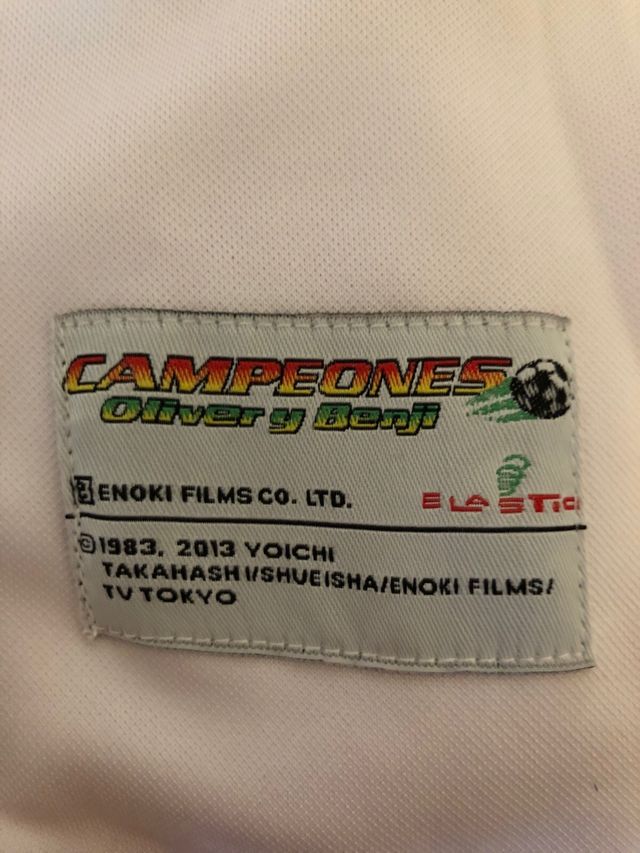 CAMPEONES
Oliver y Benji
ENOKI FILMS CO. LTD.
ELASTIC
©1983, 2013 YOICHI
TAKAHASHI/SHUEISHA/ENOKI FILMS/
TV TOKYO